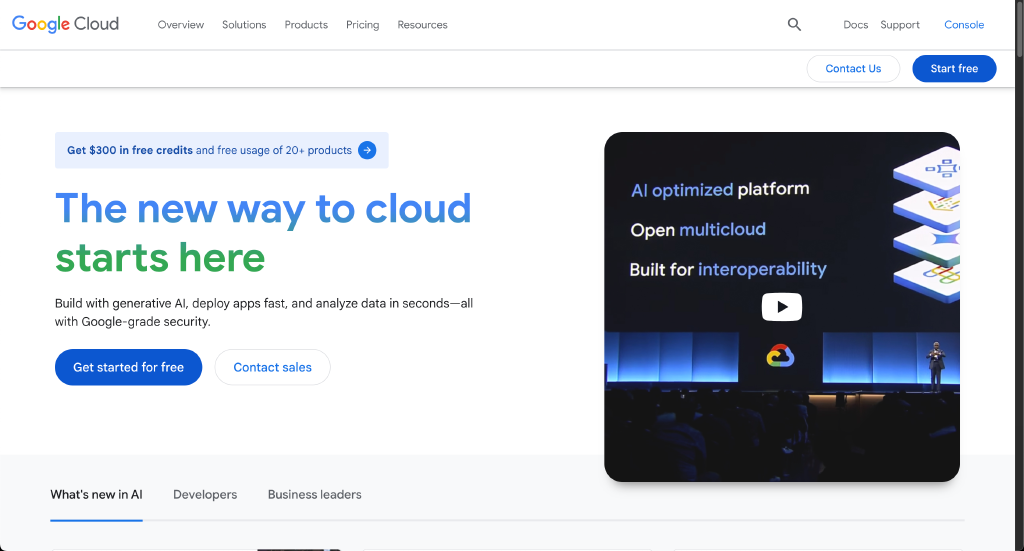 Google Cloud
Overview Solutions Products Pricing Resources
Docs Support Console
Contact Us Start free
Get $300 in free credits and free usage of 20+ products
The new way to cloud
starts here
Build with generative AI, deploy apps fast, and analyze data in seconds—all
with Google-grade security.
Get started for free Contact sales
AI optimized platform
Open multicloud
Built for interoperability
What's new in AI Developers Business leaders